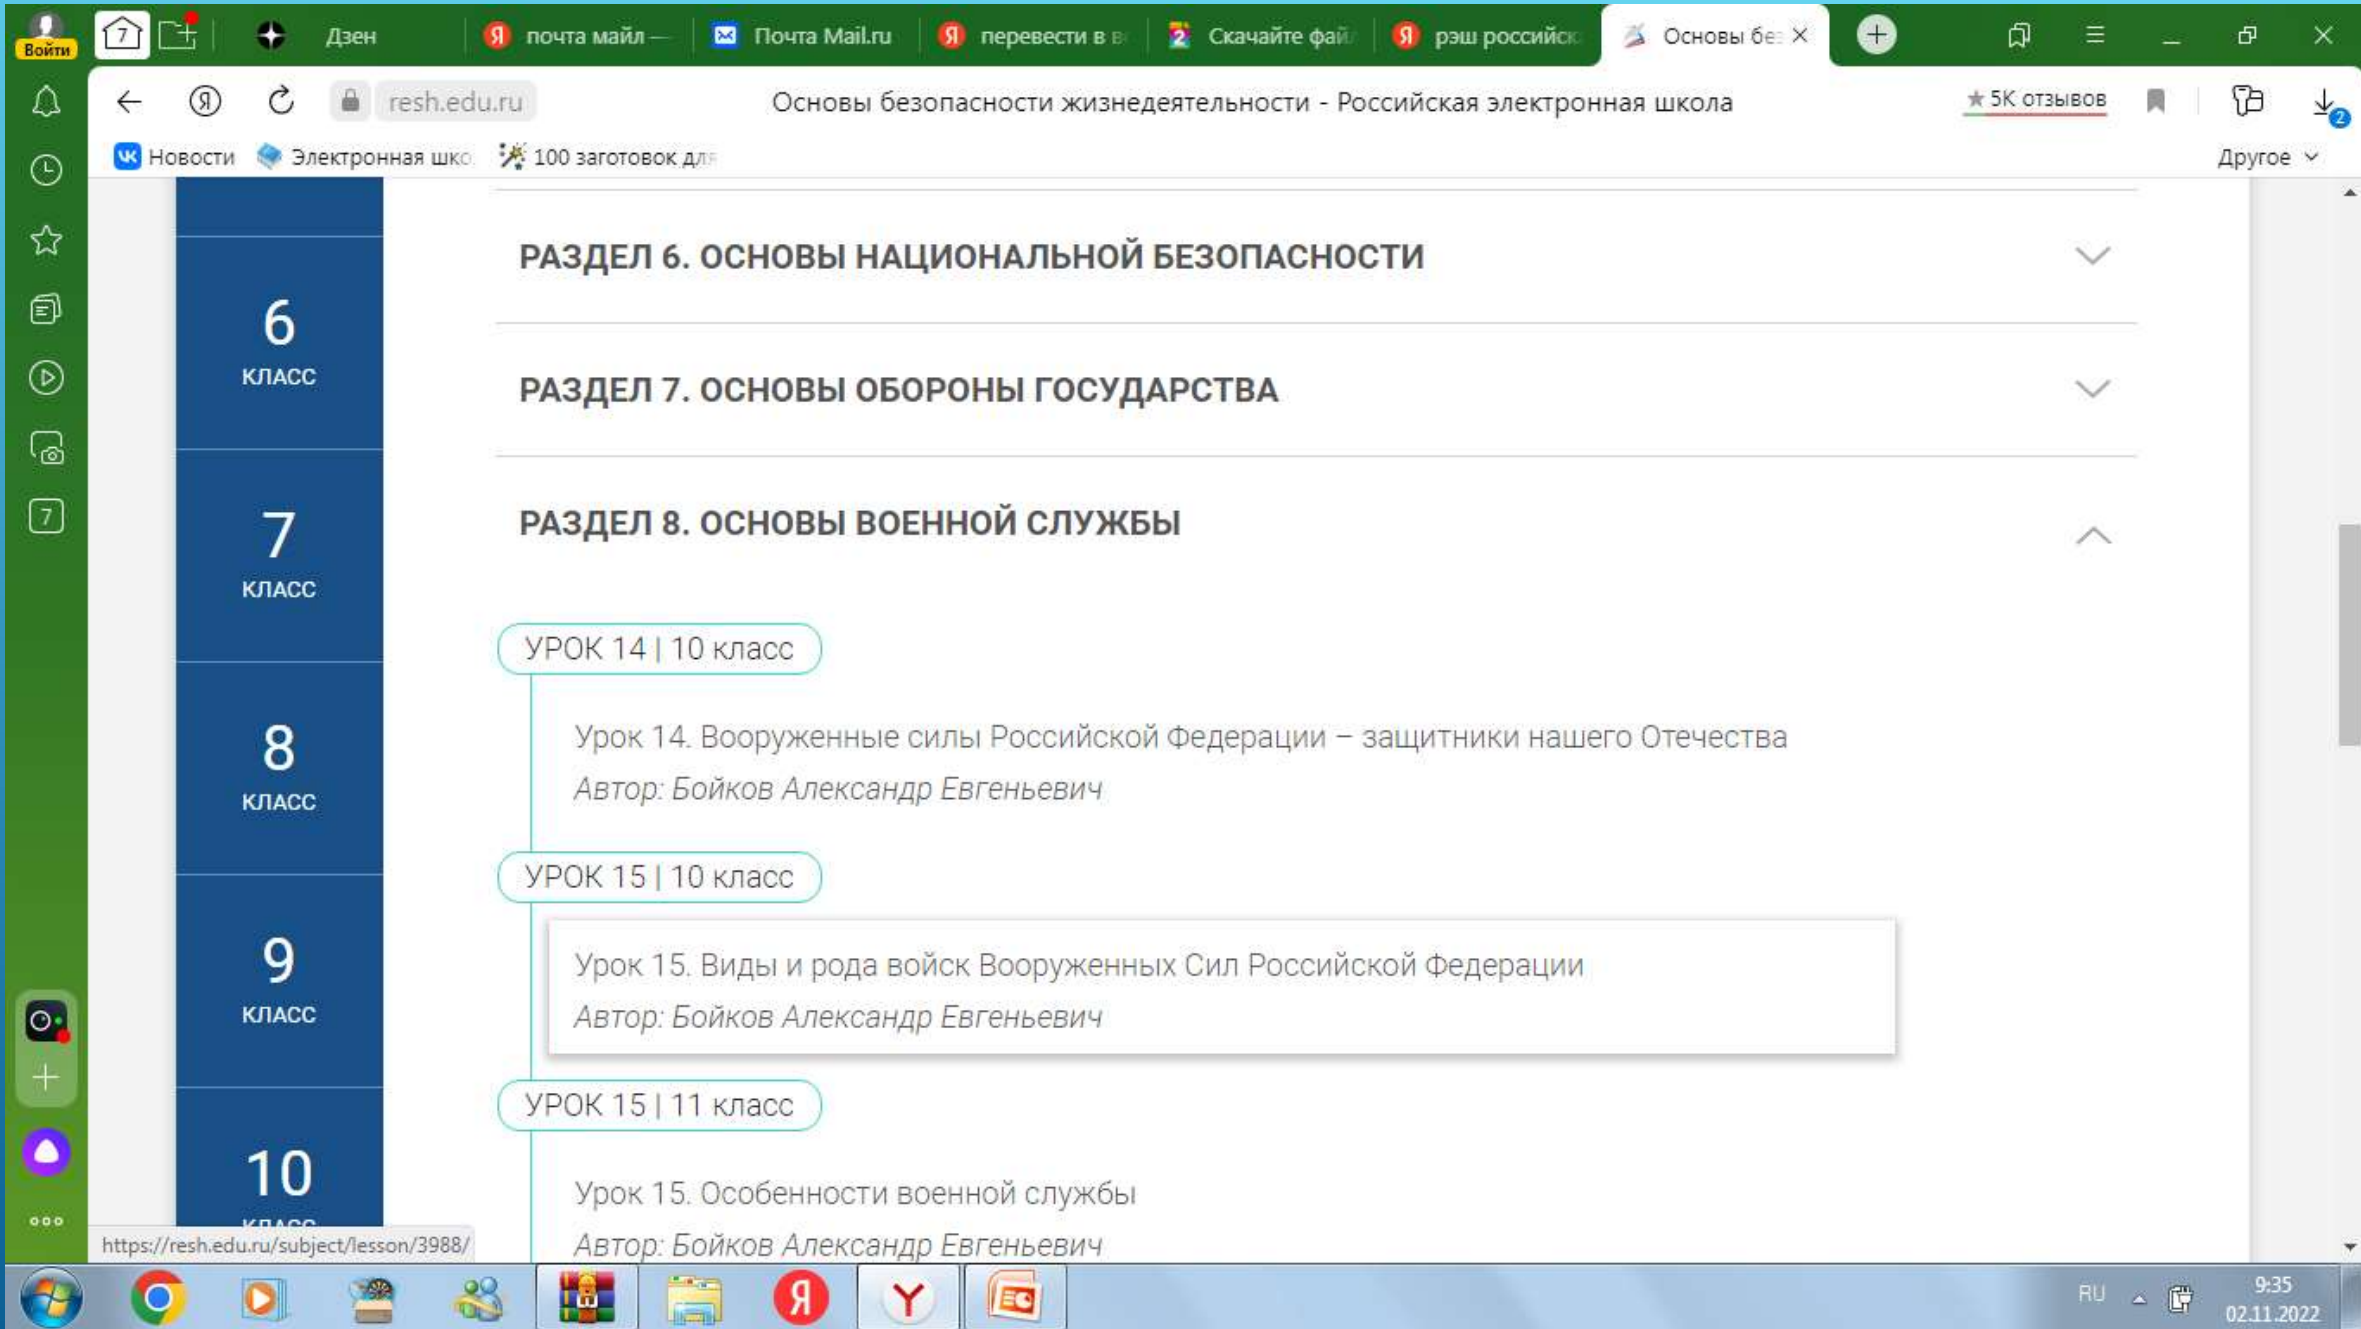 Войти
7
Дзен
почта майл —
Почта Mail.ru
перевести в в
Скачайте фай
рэш российск
Основы без
resh.edu.ru
Основы безопасности жизнедеятельности - Российская электронная школа
★ 5К отзывов
2
Новости
Электронная шко
100 заготовок для
Другое
7
РАЗДЕЛ 6. ОСНОВЫ НАЦИОНАЛЬНОЙ БЕЗОПАСНОСТИ
6
КЛАСС
РАЗДЕЛ 7. ОСНОВЫ ОБОРОНЫ ГОСУДАРСТВА
7
КЛАСС
РАЗДЕЛ 8. ОСНОВЫ ВОЕННОЙ СЛУЖБЫ
УРОК 14 | 10 класс
8
КЛАСС
Урок 14. Вооруженные силы Российской Федерации – защитники нашего Отечества
Автор: Бойков Александр Евгеньевич
УРОК 15 | 10 класс
9
КЛАСС
Урок 15. Виды и рода войск Вооруженных Сил Российской Федерации
Автор: Бойков Александр Евгеньевич
УРОК 15 | 11 класс
10
КЛАСС
Урок 15. Особенности военной службы
Автор: Бойков Александр Евгеньевич
https://resh.edu.ru/subject/lesson/3988/
RU
9:35
02.11.2022